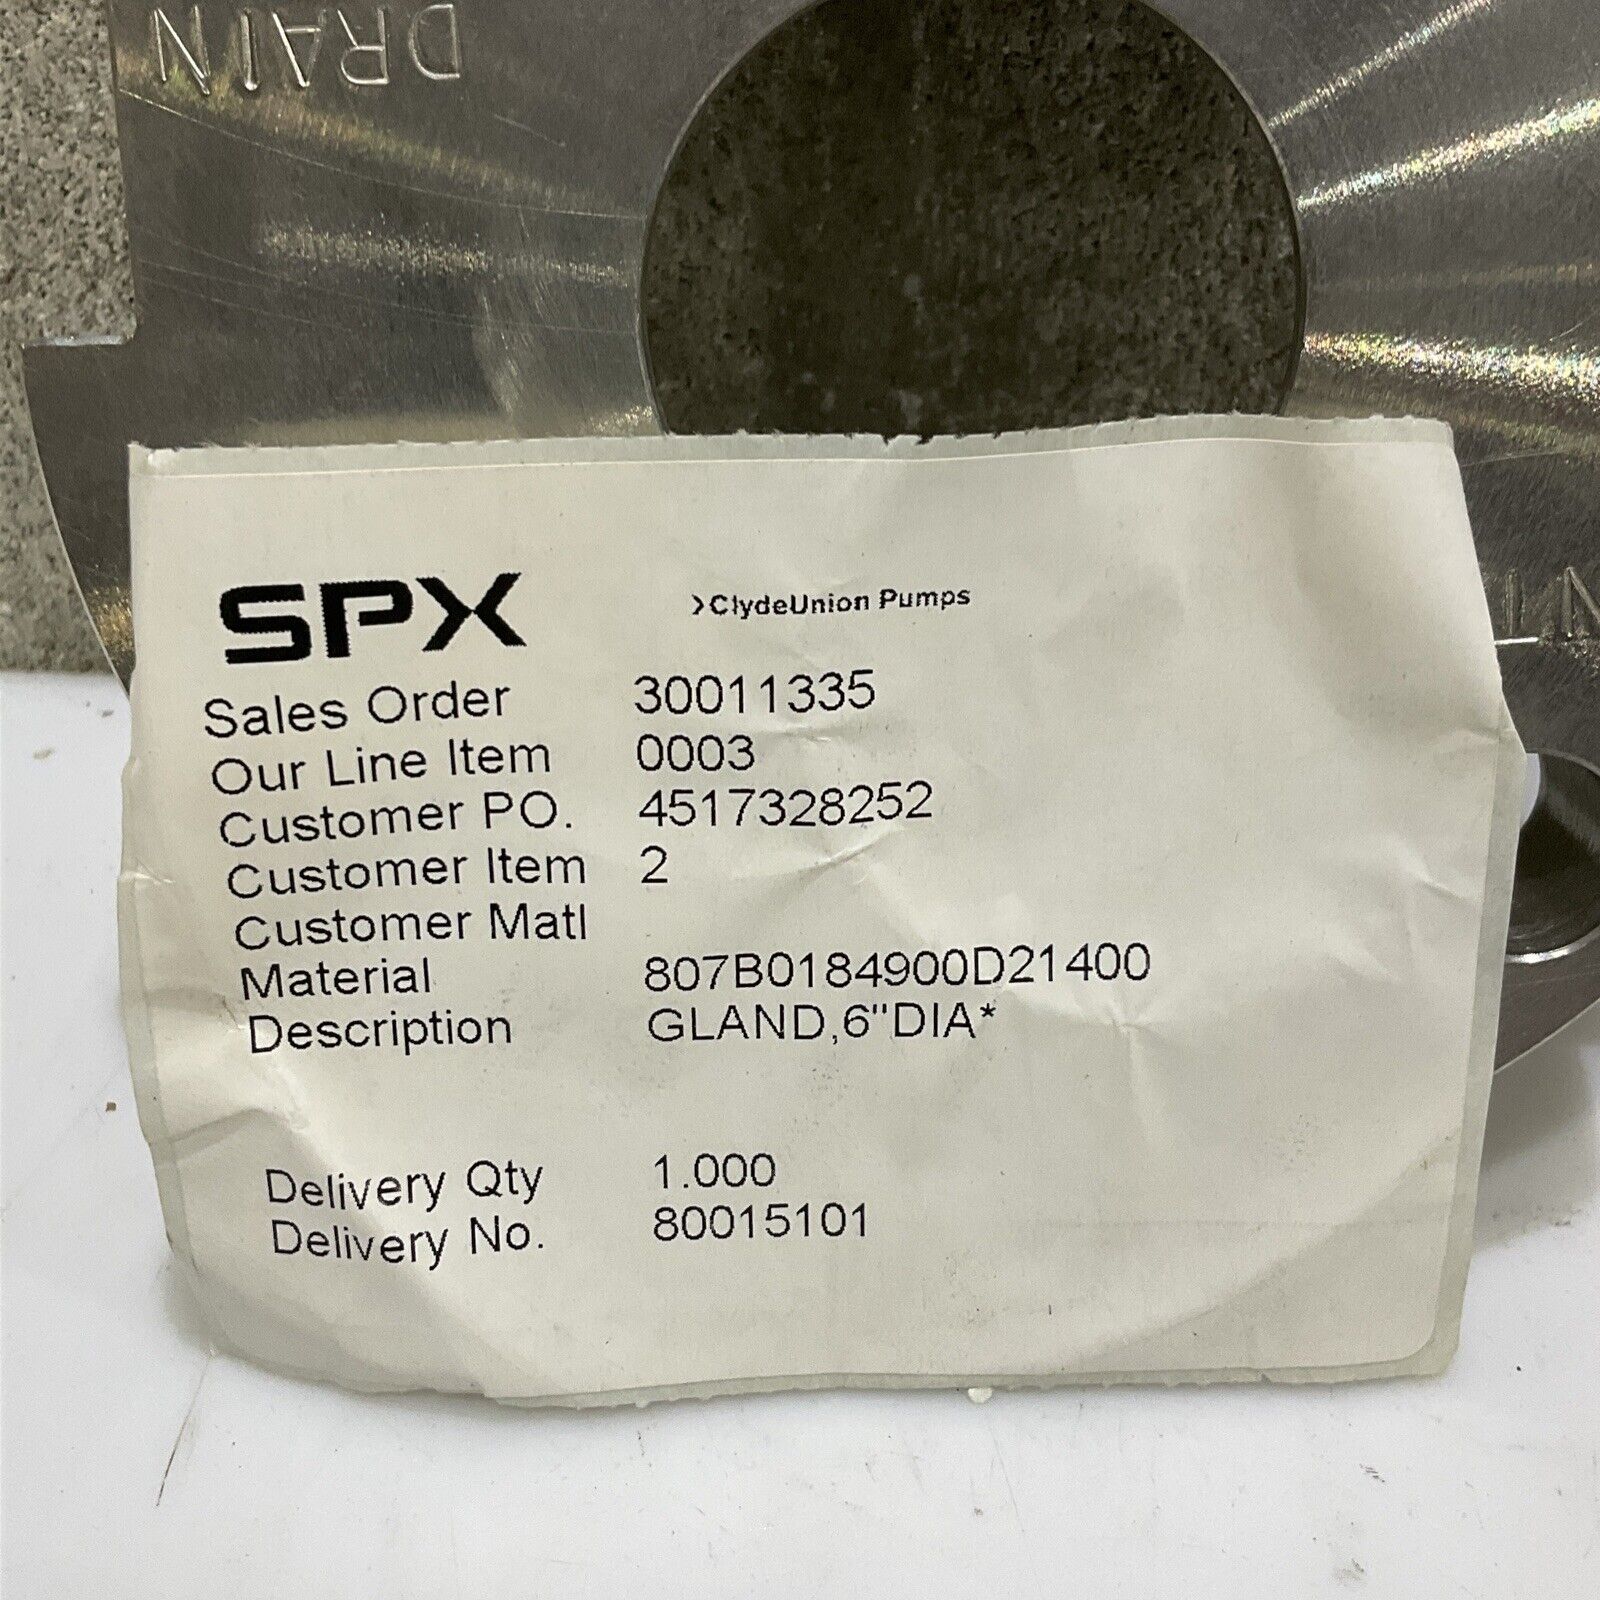 DRAIN
SPX
>ClydeUnion Pumps
Sales Order 30011335
Our Line Item 0003
Customer PO. 4517328252
Customer Item 2
Customer Matl
Material 807B0184900D21400
Description GLAND,6"DIA*
Delivery Qty 1.000
Delivery No. 80015101